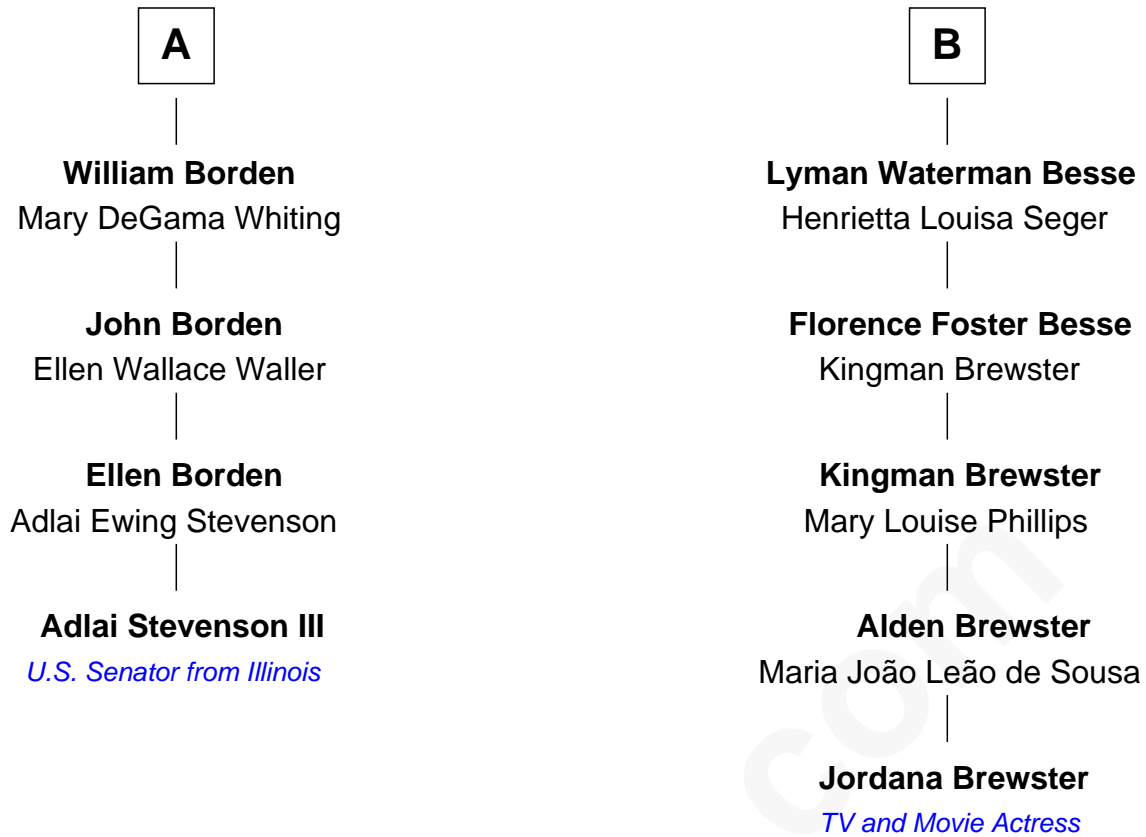 A
William Borden
Mary DeGama Whiting
John Borden
Ellen Wallace Waller
Ellen Borden
Adlai Ewing Stevenson
Adlai Stevenson III
U.S. Senator from Illinois
B
Lyman Waterman Besse
Henrietta Louisa Seger
Florence Foster Besse
Kingman Brewster
Kingman Brewster
Mary Louise Phillips
Alden Brewster
Maria João Leão de Sousa
Jordana Brewster
TV and Movie Actress
com